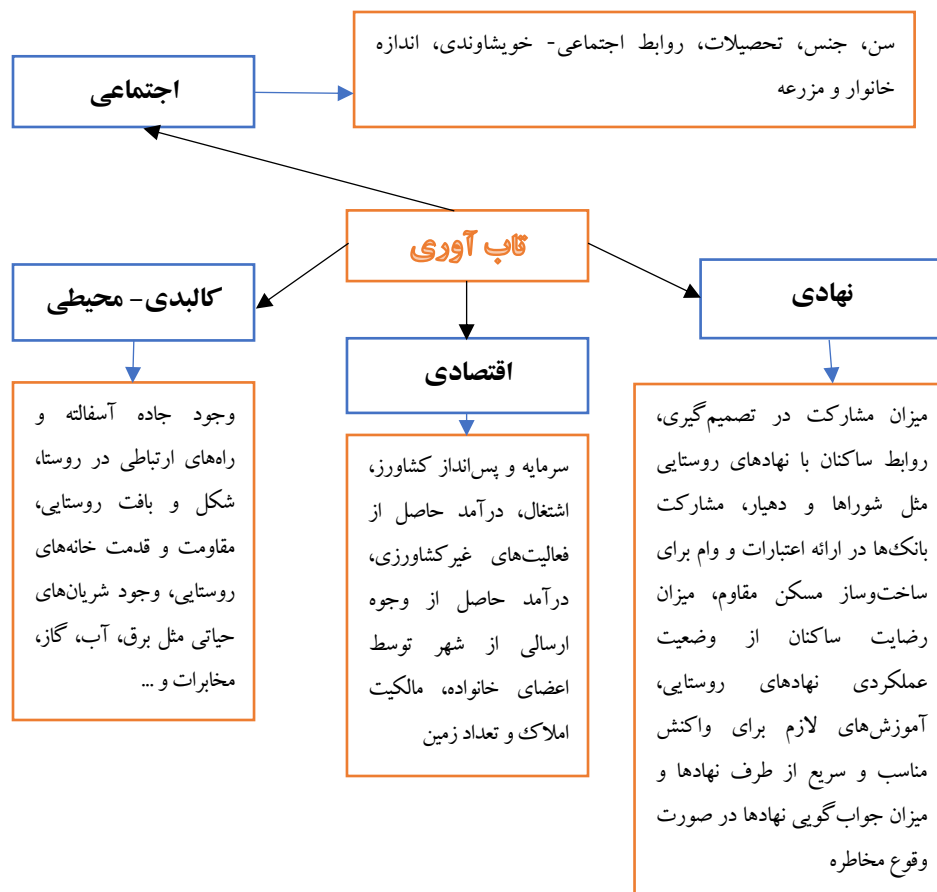 سن، جنس، تحصیلات، روابط اجتماعی- خویشاوندی، اندازه
خانوار و مزرعه
اجتماعی
تاب آوری
نهادی
میزان مشارکت در تصمیم‌گیری،
روابط ساکنان با نهادهای روستایی
مثل شوراها و دهیار، مشارکت
بانک‌ها در ارائه اعتبارات و وام برای
ساخت‌وساز مسکن مقاوم، میزان
رضایت ساکنان از وضعیت
عملکردی نهادهای روستایی،
آموزش‌های لازم برای واکنش
مناسب و سریع از طرف نهادها و
میزان جواب‌گویی نهادها در صورت
وقوع مخاطره
اقتصادی
سرمایه و پس‌انداز کشاورز،
اشتغال، درآمد حاصل از
فعالیت‌های غیرکشاورزی،
درآمد حاصل از وجوه
ارسالی از شهر توسط
اعضای خانواده، مالکیت
املاک و تعداد زمین
کالبدی- محیطی
وجود جاده آسفالته و
راه‌های ارتباطی در روستا،
شکل و بافت روستایی،
مقاومت و قدمت خانه‌های
روستایی، وجود شریان‌های
حیاتی مثل برق، آب، گاز،
مخابرات و ...